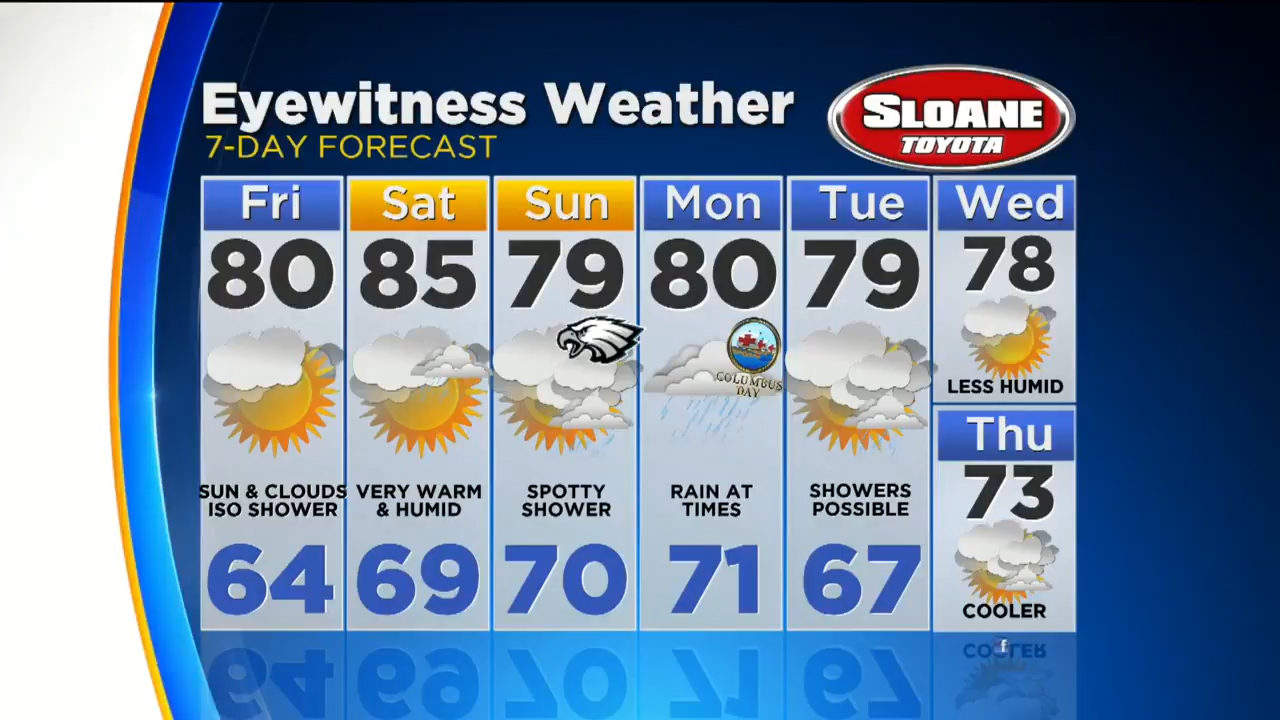 Eyewitness Weather
7-DAY FORECAST
SLOANE
TOYOTA
Fri
80
SUN & CLOUDS
ISO SHOWER
64
Sat
85
VERY WARM
& HUMID
69
Sun
79
SPOTTY
SHOWER
70
Mon
80
COLUMBUS
DAY
RAIN AT
TIMES
71
Tue
79
SHOWERS
POSSIBLE
67
Wed
78
LESS HUMID
Thu
73
COOLER
f